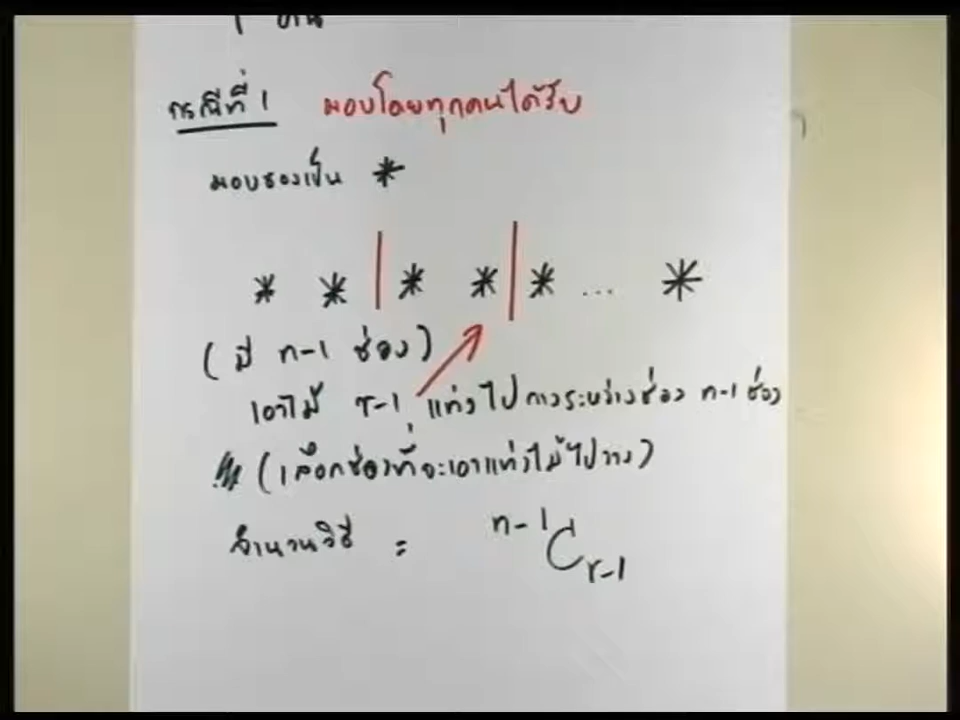 กรณีที่ 1 มอบโดยทุกคนได้รับ
มองของเป็น *
* * | * * | * ... *
(มี n-1 ช่อง)
เอาไม้ r-1 แท่งไปวางระหว่างช่อง n-1 ช่อง
(เลือกช่องที่จะเอาแท่งไม้ไปวาง)
จำนวนวิธี = n-1Cr-1